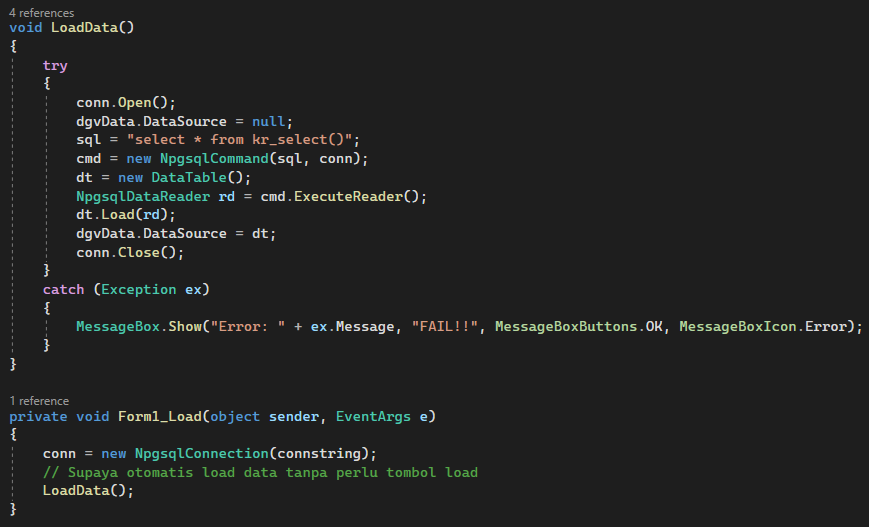 4 references
void LoadData()
{
    try
    {
        conn.Open();
        dgvData.DataSource = null;
        sql = "select * from kr_select()";
        cmd = new NpgsqlCommand(sql, conn);
        dt = new DataTable();
        NpgsqlDataReader rd = cmd.ExecuteReader();
        dt.Load(rd);
        dgvData.DataSource = dt;
        conn.Close();
    }
    catch (Exception ex)
    {
        MessageBox.Show("Error: " + ex.Message, "FAIL!!", MessageBoxButtons.OK, MessageBoxIcon.Error);
    }
}
1 reference
private void Form1_Load(object sender, EventArgs e)
{
    conn = new NpgsqlConnection(connstring);
    // Supaya otomatis load data tanpa perlu tombol load
    LoadData();
}